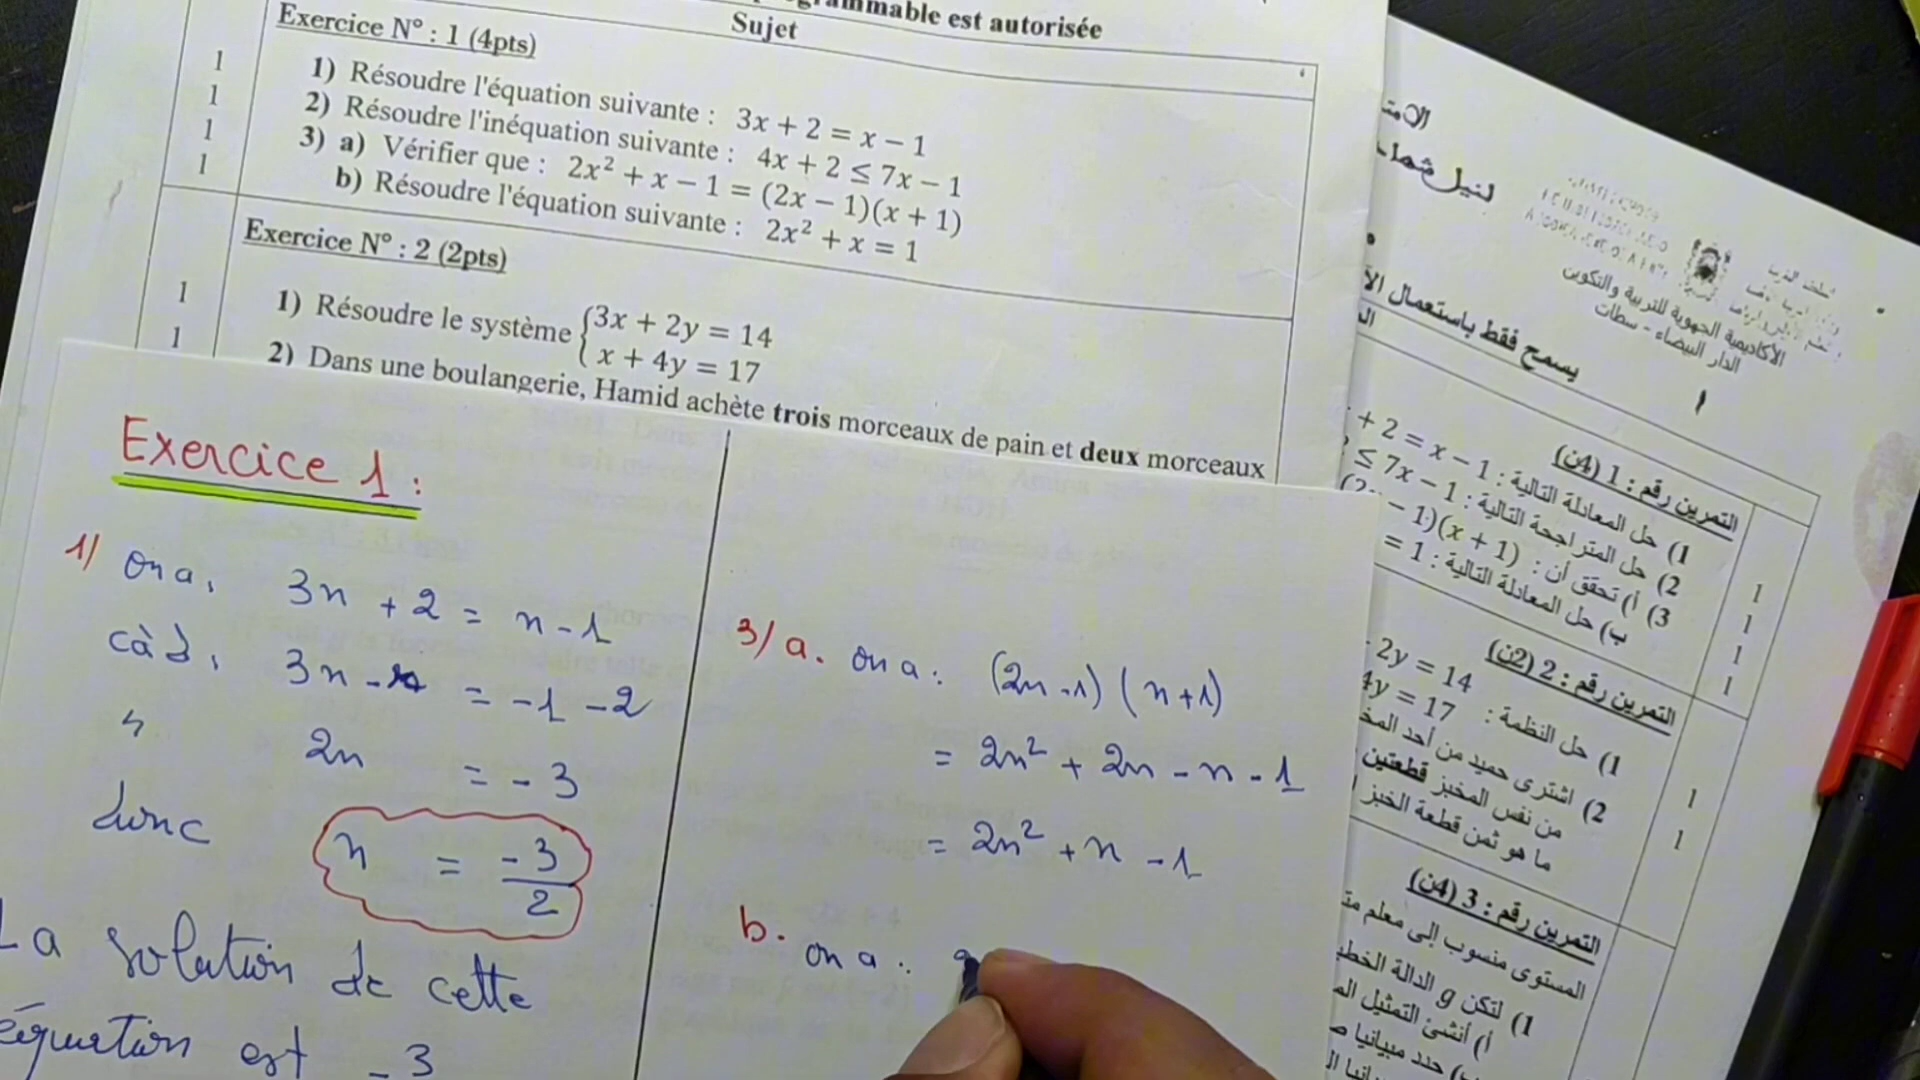 est autorisée
Sujet
Exercice N° : 1 (4pts)
1 1) Résoudre l'équation suivante : 3x + 2 = x − 1
1 2) Résoudre l'inéquation suivante : 4x + 2 ≤ 7x − 1
1 3) a) Vérifier que : 2x² + x − 1 = (2x − 1)(x + 1)
1 b) Résoudre l'équation suivante : 2x² + x = 1
Exercice N° : 2 (2pts)
1 1) Résoudre le système {3x + 2y = 14
x + 4y = 17
1 2) Dans une boulangerie, Hamid achète trois morceaux de pain et deux morceaux
Exercice 1 :
1/ on a, 3x + 2 = x - 1
càd, 3x - x = -1 - 2
" 2x = - 3
donc x = -3/2
La solution de cette
équation est - 3
3/ a. on a : (2x - 1) (x + 1)
= 2x² + 2x - x - 1
= 2x² + x - 1
b. on a :
الأكاديمية الجهوية للتربية والتكوين
الدار البيضاء - سطات
يسمح فقط باستعمال
التمرين رقم : 1 (4ن)
1) حل المعادلة التالية : + 2 = x − 1
2) حل المتراجحة التالية : ≤ 7x − 1
3) أ) تحقق أن : − 1)(x + 1)
ب) حل المعادلة التالية : = 1
1
1
1
1
التمرين رقم : 2 (2ن)
1) حل النظمة : 2y = 14
4y = 17
2) اشترى حميد من أحد
من نفس المخبز قطعتين
ما هو ثمن قطعة الخبز
1
1
التمرين رقم : 3 (4ن)
المستوى منسوب إلى معلم
1) لتكن g الدالة
أ) أنشئ التمثيل
حدد مبيانيا